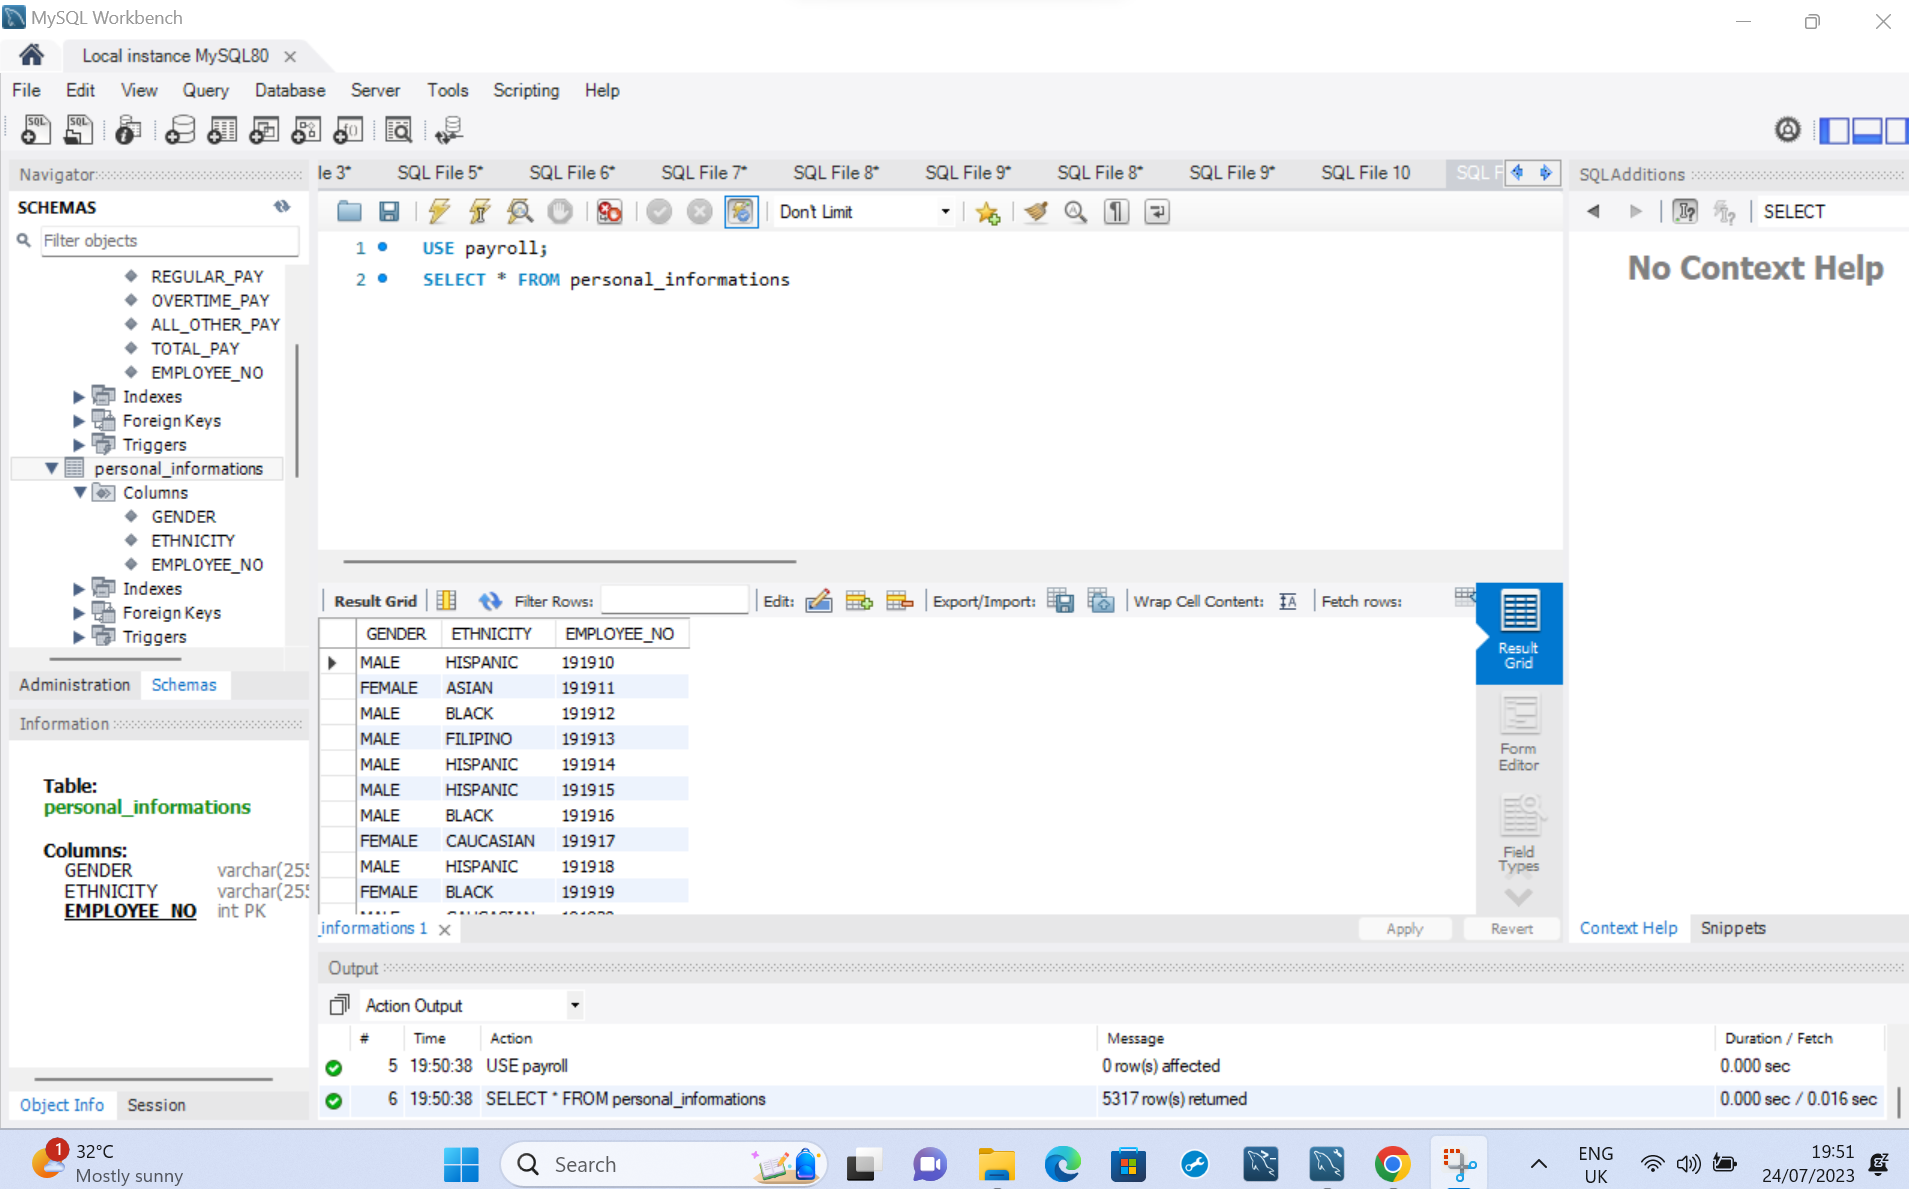 MySQL Workbench
Local instance MySQL80
File Edit View Query Database Server Tools Scripting Help
Navigator
le 3* SQL File 5* SQL File 6* SQL File 7* SQL File 8* SQL File 9* SQL File 8* SQL File 9* SQL File 10 SQL F
SQLAdditions
SCHEMAS
Filter objects
REGULAR_PAY
OVERTIME_PAY
ALL_OTHER_PAY
TOTAL_PAY
EMPLOYEE_NO
Indexes
Foreign Keys
Triggers
personal_informations
Columns
GENDER
ETHNICITY
EMPLOYEE_NO
Indexes
Foreign Keys
Triggers
Administration Schemas
Information
Table:
personal_informations
Columns:
GENDER varchar(255
ETHNICITY varchar(255
EMPLOYEE_NO int PK
Object Info Session
Don't Limit
1 USE payroll;
2 SELECT * FROM personal_informations
SELECT
No Context Help
Result Grid Filter Rows: Edit: Export/Import: Wrap Cell Content: Fetch rows:
GENDER ETHNICITY EMPLOYEE_NO
MALE HISPANIC 191910
FEMALE ASIAN 191911
MALE BLACK 191912
MALE FILIPINO 191913
MALE HISPANIC 191914
MALE HISPANIC 191915
MALE BLACK 191916
FEMALE CAUCASIAN 191917
MALE HISPANIC 191918
FEMALE BLACK 191919
Result
Grid
Form
Editor
Field
Types
_informations 1
Apply Revert
Context Help Snippets
Output
Action Output
# Time Action Message Duration / Fetch
5 19:50:38 USE payroll 0 row(s) affected 0.000 sec
6 19:50:38 SELECT * FROM personal_informations 5317 row(s) returned 0.000 sec / 0.016 sec
1
32°C
Mostly sunny
Search
ENG
UK
19:51
24/07/2023